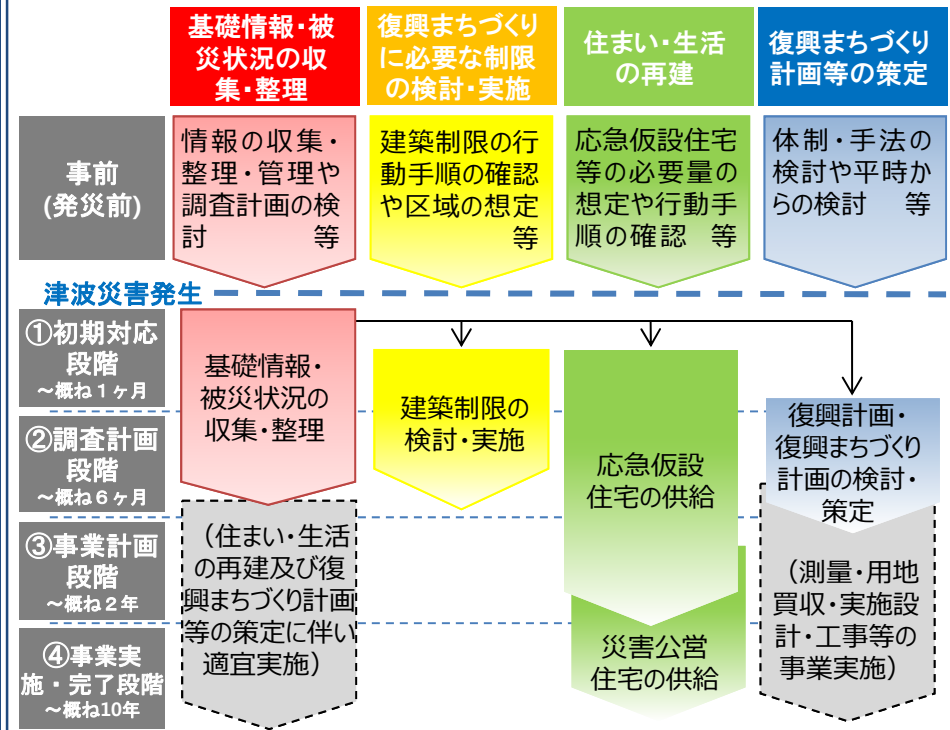 基礎情報・被
災状況の収
集・整理
復興まちづくり
に必要な制限
の検討・実施
住まい・生活
の再建
復興まちづくり
計画等の策定
事前
(発災前)
情報の収集・
整理・管理や
調査計画の検
討　　　　等
建築制限の行
動手順の確認
や区域の想定
等
応急仮設住宅
等の必要量の
想定や行動手
順の確認　等
体制・手法の
検討や平時か
らの検討　　等
津波災害発生
①初期対応
段階
～概ね１ヶ月
基礎情報・
被災状況の
収集・整理
建築制限の
検討・実施
応急仮設
住宅の供給
復興計画・
復興まちづくり
計画の検討・
策定
②調査計画
段階
～概ね６ヶ月
③事業計画
段階
～概ね２年
（住まい・生活
の再建及び復
興まちづくり計画
等の策定に伴い
適宜実施）
災害公営
住宅の供給
（測量・用地
買収・実施設
計・工事等の
事業実施）
④事業実
施・完了段階
～概ね10年